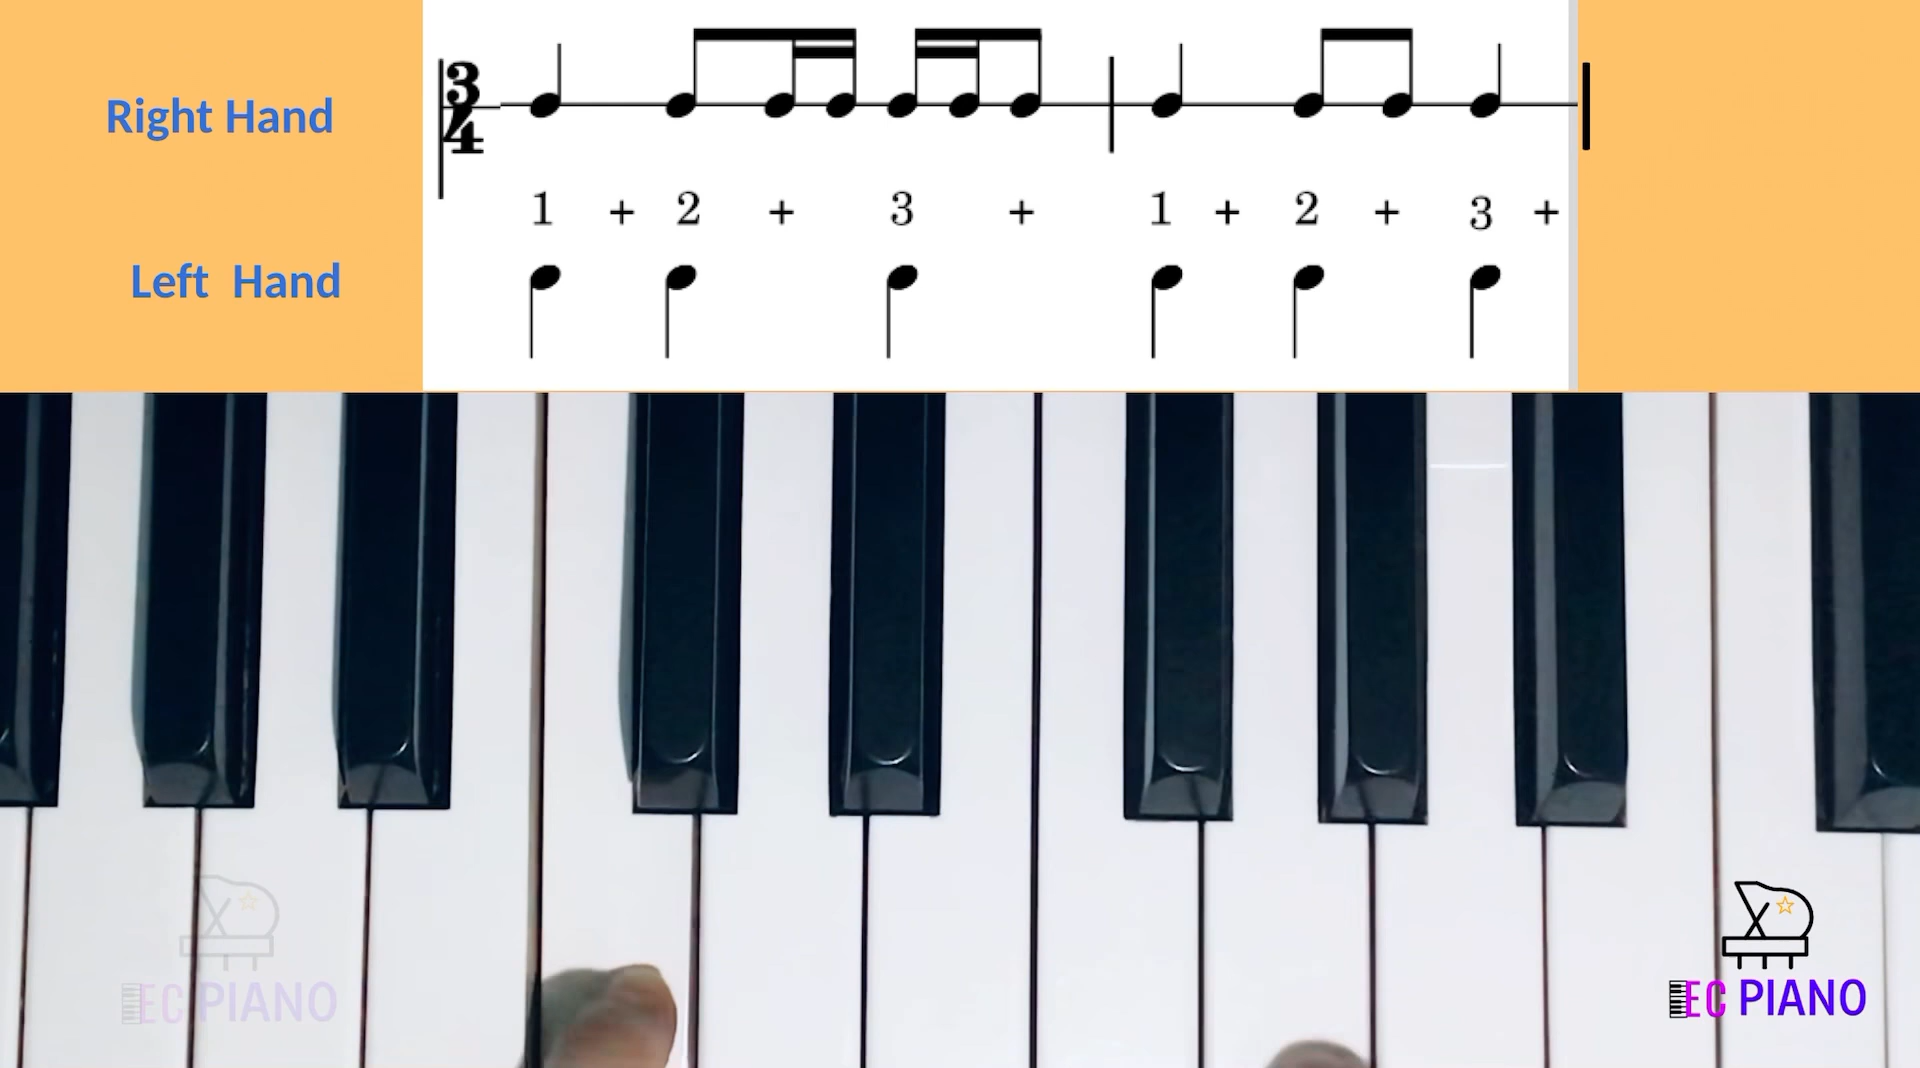 Right Hand
3
4
1 + 2 + 3 + 1 + 2 + 3 +
Left Hand
EC PIANO
EC PIANO